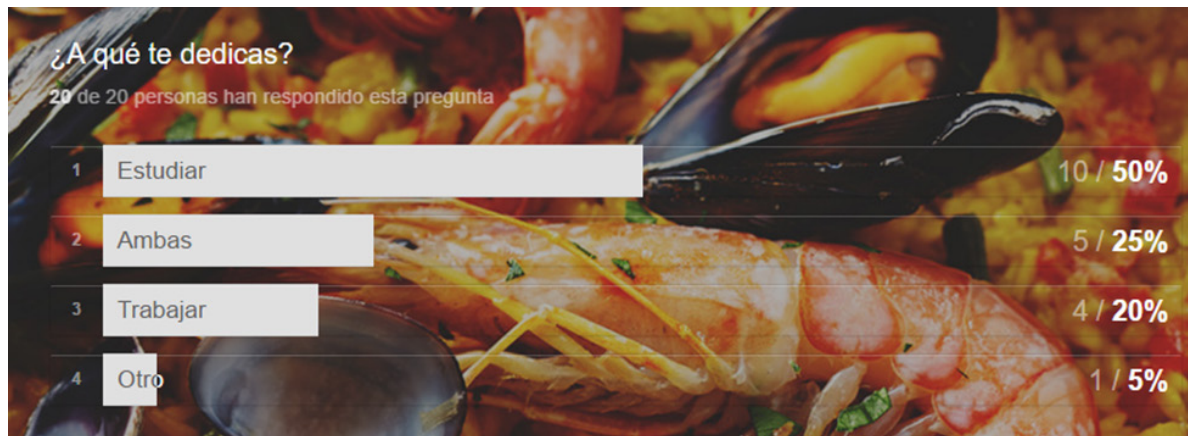 ¿A qué te dedicas?
20 de 20 personas han respondido esta pregunta
1 Estudiar 10 / 50%
2 Ambas 5 / 25%
3 Trabajar 4 / 20%
4 Otro 1 / 5%